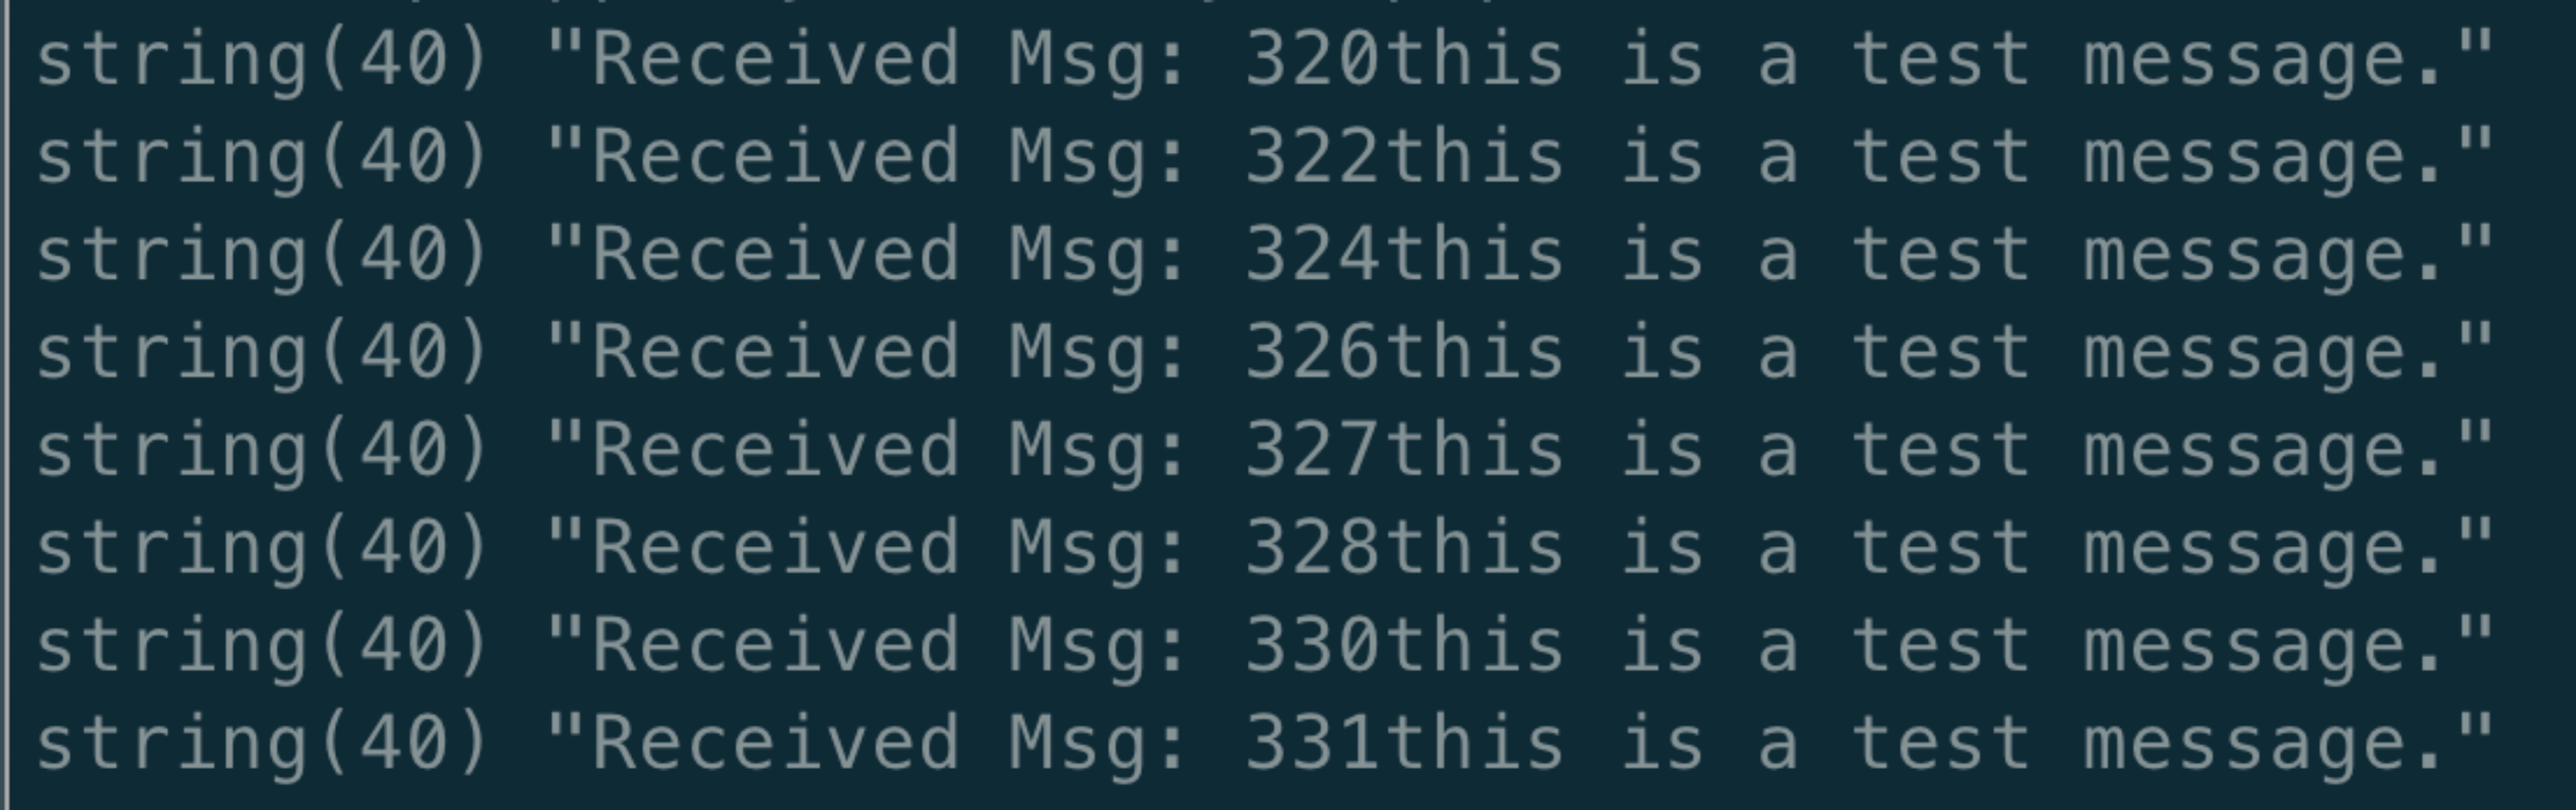 string(40) "Received Msg: 320this is a test message."
string(40) "Received Msg: 322this is a test message."
string(40) "Received Msg: 324this is a test message."
string(40) "Received Msg: 326this is a test message."
string(40) "Received Msg: 327this is a test message."
string(40) "Received Msg: 328this is a test message."
string(40) "Received Msg: 330this is a test message."
string(40) "Received Msg: 331this is a test message."